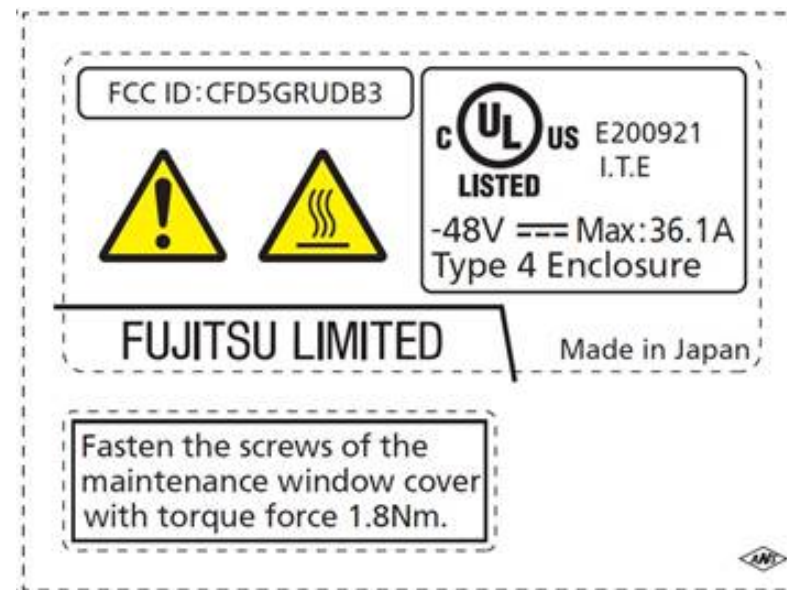 FCC ID:CFD5GRUDB3
C UL US
LISTED
E200921
I.T.E
-48V Max:36.1A
Type 4 Enclosure
FUJITSU LIMITED
Made in Japan
Fasten the screws of the
maintenance window cover
with torque force 1.8Nm.